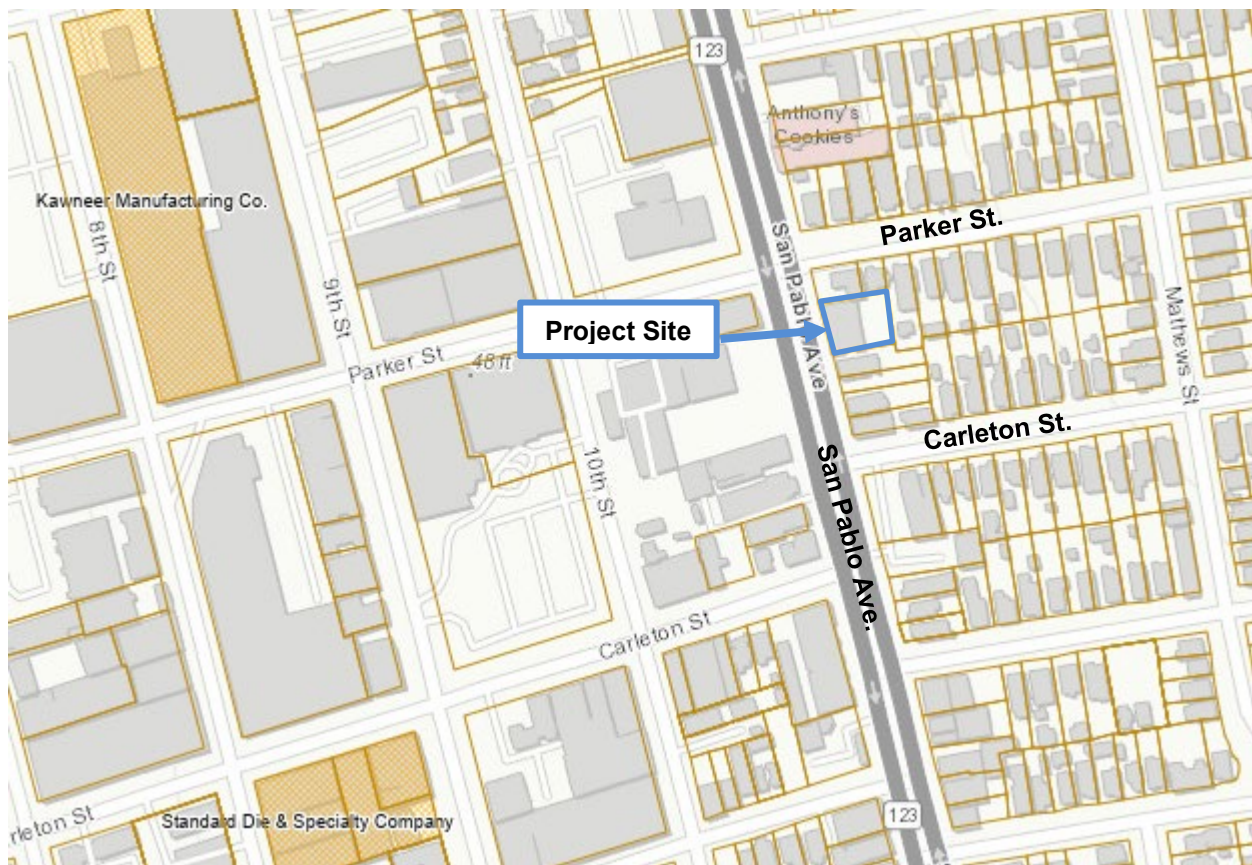 123
Anthony's
Cookies
Kawneer Manufacturing Co.
8th St
9th St
San Pablo Ave
Parker St.
Mathews St
Project Site
Parker St
48 ft
Carleton St.
10th St
San Pablo Ave.
Carleton St
123
rleton St
Standard Die & Specialty Company